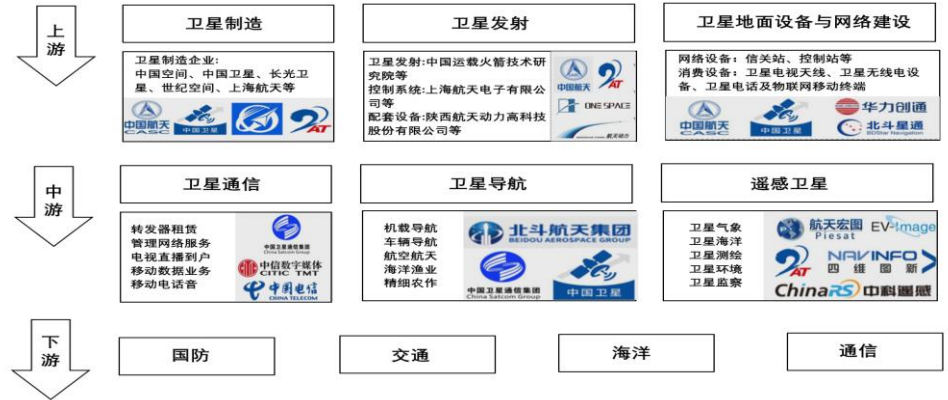 上
游
卫星制造
卫星发射
卫星地面设备与网络建设
卫星制造企业:
中国空间、中国卫星、长光卫
星、世纪空间、上海航天等
中国航天
CASC
中国卫星
AT
卫星发射:中国运载火箭技术研
究院等
控制系统:上海航天电子有限公
司等
配套设备:陕西航天动力高科技
股份有限公司等
中国航天
AT
ONE SPACE
航天动力
网络设备：信关站、控制站等
消费设备：卫星电视天线、卫星无线电设
备、卫星电话及物联网移动终端
中国航天
CASC
中国卫星
华力创通
北斗星通
BDStar Navigation
中
游
卫星通信
卫星导航
遥感卫星
转发器租赁
管理网络服务
电视直播到户
移动数据业务
移动电话音
中国卫星通信集团
China Satcom Group
中信数字媒体
CITIC TMT
中国电信
CHINA TELECOM
机载导航
车辆导航
航空航天
海洋渔业
精细农作
北斗航天集团
BEIDOU AEROSPACE GROUP
中国卫星通信集团
China Satcom Group
中国卫星
卫星气象
卫星海洋
卫星测绘
卫星环境
卫星监察
航天宏图
Piesat
EV-Image
AT
NAVINFO
四维图新
ChinaRS
中科遥感
下
游
国防
交通
海洋
通信